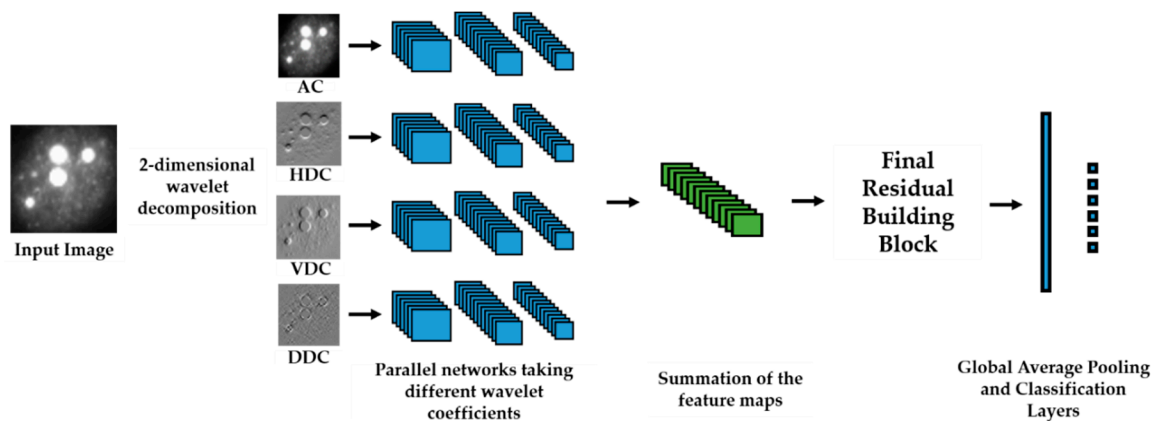 Input Image
2-dimensional
wavelet
decomposition
AC
HDC
VDC
DDC
Parallel networks taking
different wavelet
coefficients
Summation of the
feature maps
Final
Residual
Building
Block
Global Average Pooling
and Classification
Layers